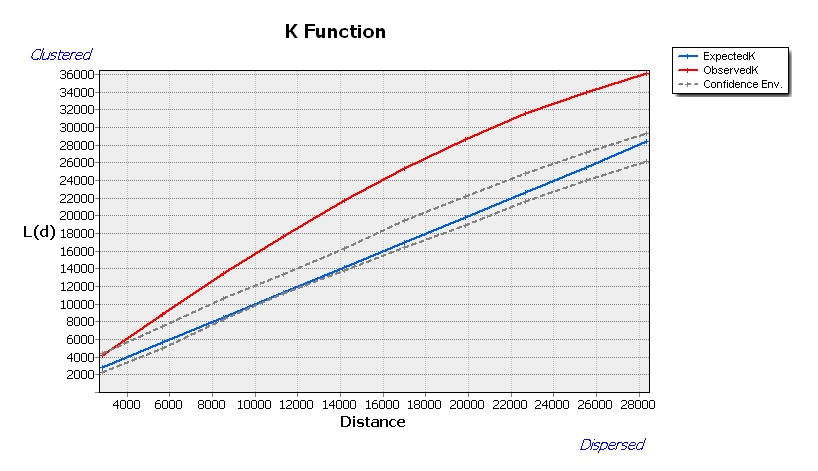 K Function
Clustered
ExpectedK
ObservedK
Confidence Env.
36000
34000
32000
30000
28000
26000
24000
22000
20000
L(d)
18000
16000
14000
12000
10000
8000
6000
4000
2000
4000 6000 8000 10000 12000 14000 16000 18000 20000 22000 24000 26000 28000
Distance
Dispersed